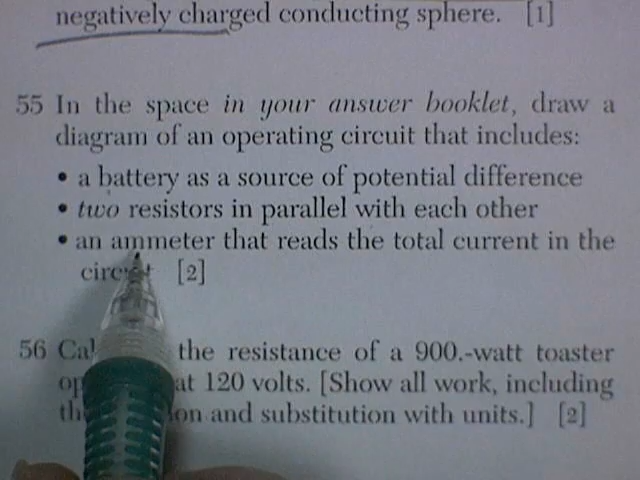 negatively charged conducting sphere. [1]
55 In the space in your answer booklet, draw a
diagram of an operating circuit that includes:
• a battery as a source of potential difference
• two resistors in parallel with each other
• an ammeter that reads the total current in the
[2]
56 the resistance of a 900.-watt toaster
at 120 volts. [Show all work, including
and substitution with units.] [2]